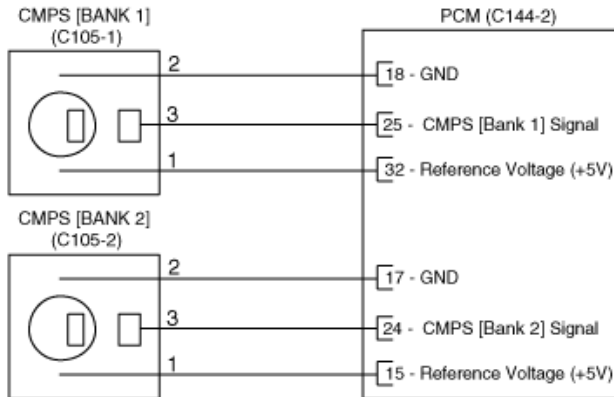 CMPS [BANK 1]
(C105-1)
PCM (C144-2)
2
18 - GND
3
25 - CMPS [Bank 1] Signal
1
32 - Reference Voltage (+5V)
CMPS [BANK 2]
(C105-2)
2
17 - GND
3
24 - CMPS [Bank 2] Signal
1
15 - Reference Voltage (+5V)